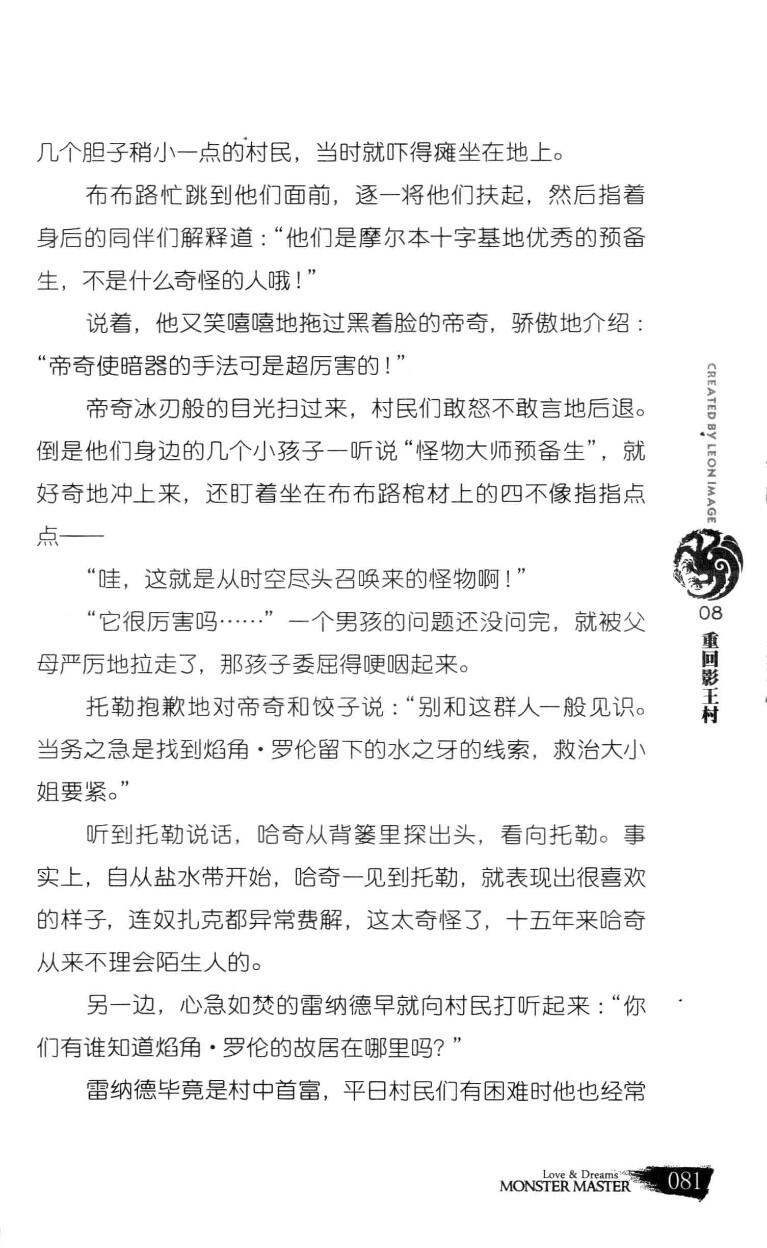 几个胆子稍小一点的村民，当时就吓得瘫坐在地上。
布布路忙跳到他们面前，逐一将他们扶起，然后指着
身后的同伴们解释道：“他们是摩尔本十字基地优秀的预备
生，不是什么奇怪的人哦！”
说着，他又笑嘻嘻地拖过黑着脸的帝奇，骄傲地介绍：
“帝奇使暗器的手法可是超厉害的！”
帝奇冰刃般的目光扫过来，村民们敢怒不敢言地后退。
倒是他们身边的几个小孩子一听说“怪物大师预备生”，就
好奇地冲上来，还盯着坐在布布路棺材上的四不像指指点
点——
“哇，这就是从时空尽头召唤来的怪物啊！”
“它很厉害吗……”一个男孩的问题还没问完，就被父
母严厉地拉走了，那孩子委屈得哽咽起来。
托勒抱歉地对帝奇和饺子说：“别和这群人一般见识。
当务之急是找到焰角·罗伦留下的水之牙的线索，救治大小
姐要紧。”
听到托勒说话，哈奇从背篓里探出头，看向托勒。事
实上，自从盐水带开始，哈奇一见到托勒，就表现出很喜欢
的样子，连奴扎克都异常费解，这太奇怪了，十五年来哈奇
从来不理会陌生人的。
另一边，心急如焚的雷纳德早就向村民打听起来：“你
们有谁知道焰角·罗伦的故居在哪里吗？”
雷纳德毕竟是村中首富，平日村民们有困难时他也经常
CREATED BY LEON IMAGE
08
重回影王村
Love & Dreams
MONSTER MASTER
081